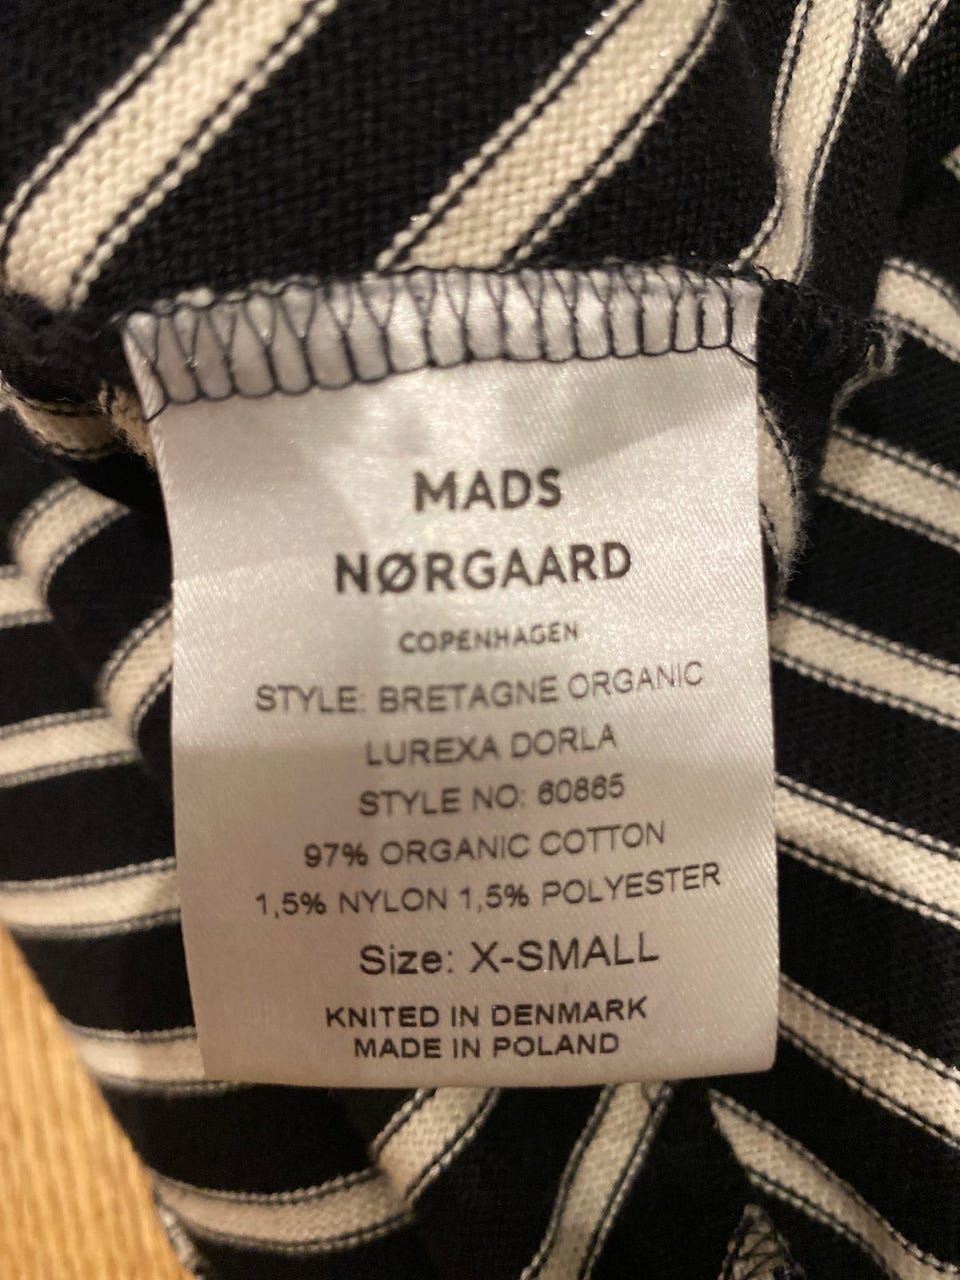 MADS
NØRGAARD
COPENHAGEN
STYLE: BRETAGNE ORGANIC
LUREXA DORLA
STYLE NO: 60865
97% ORGANIC COTTON
1,5% NYLON 1,5% POLYESTER
Size: X-SMALL
KNITED IN DENMARK
MADE IN POLAND